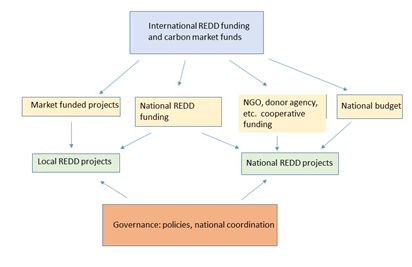 International REDD funding
and carbon market funds
Market funded projects
National REDD
funding
NGO, donor agency,
etc. cooperative
funding
National budget
Local REDD projects
National REDD projects
Governance: policies, national coordination